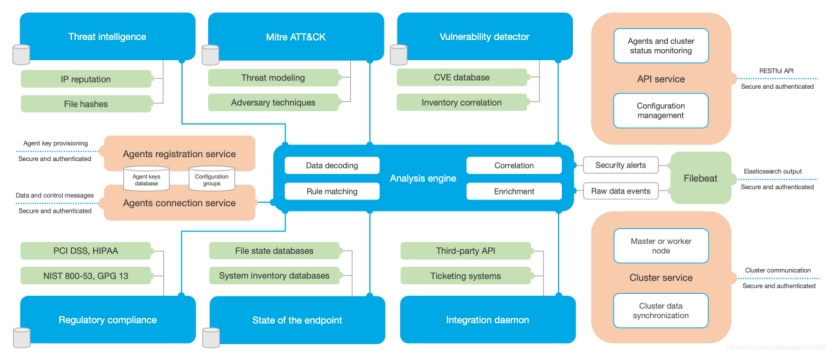 Threat intelligence
Mitre ATT&CK
Vulnerability detector
IP reputation
File hashes
Threat modeling
Adversary techniques
CVE database
Inventory correlation
Agents and cluster
status monitoring
API service
Configuration
management
RESTful API
Secure and authenticated
Agent key provisioning
Secure and authenticated
Agents registration service
Agent keys
database
Configuration
groups
Data and control messages
Secure and authenticated
Agents connection service
Data decoding
Rule matching
Analysis engine
Correlation
Enrichment
Security alerts
Raw data events
Filebeat
Elasticsearch output
Secure and authenticated
PCI DSS, HIPAA
NIST 800-53, GPG 13
Regulatory compliance
File state databases
System inventory databases
State of the endpoint
Third-party API
Ticketing systems
Integration daemon
Master or worker
node
Cluster service
Cluster data
synchronization
Cluster communication
Secure and authenticated